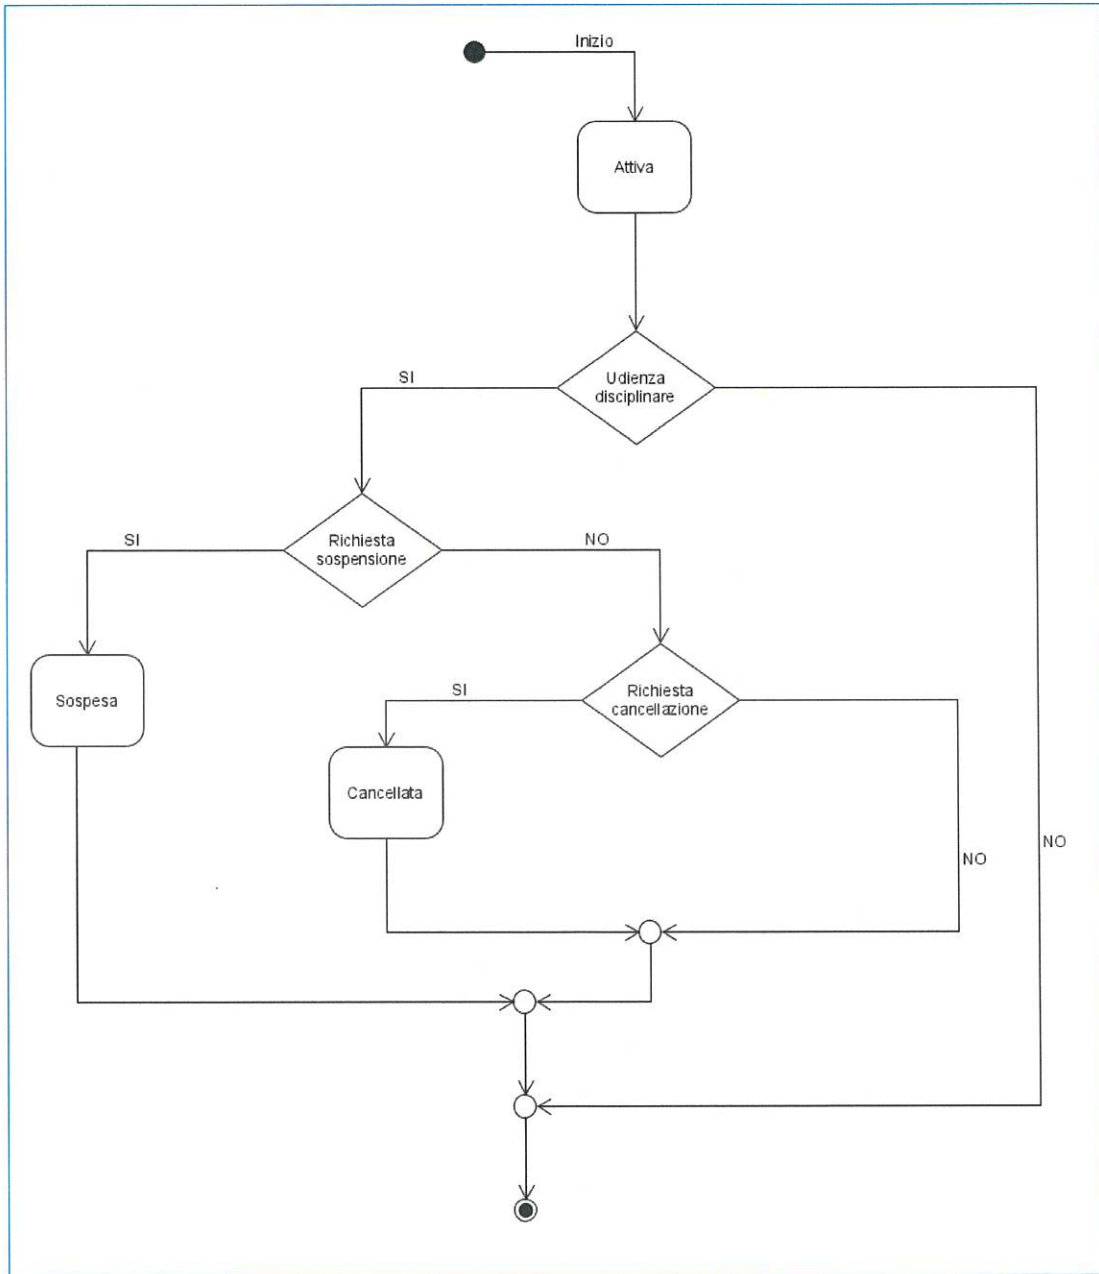 Inizio
Attiva
Udienza
disciplinare
SI
Richiesta
sospensione
SI
NO
Sospesa
Richiesta
cancellazione
SI
Cancellata
NO
NO